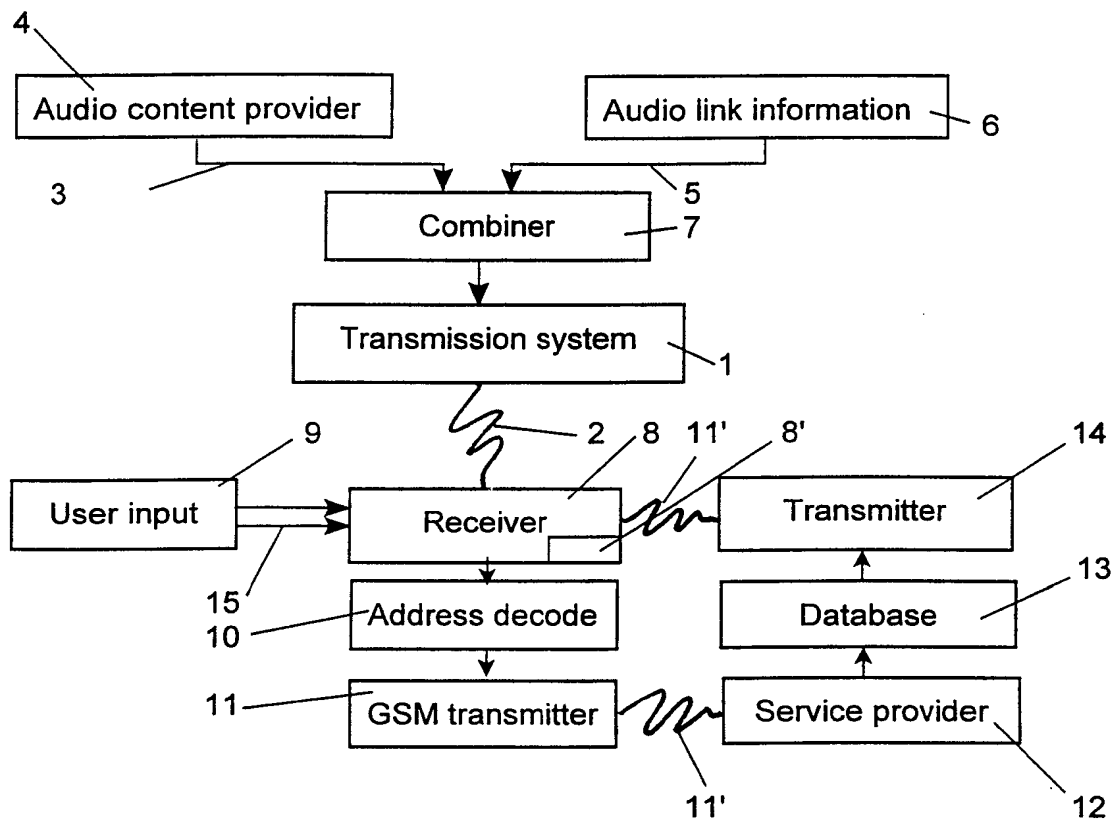 4
Audio content provider
Audio link information
6
3
5
Combiner
7
Transmission system
1
9
2
8
11'
8'
14
User input
Receiver
Transmitter
15
13
10
Address decode
Database
11
GSM transmitter
Service provider
11'
12